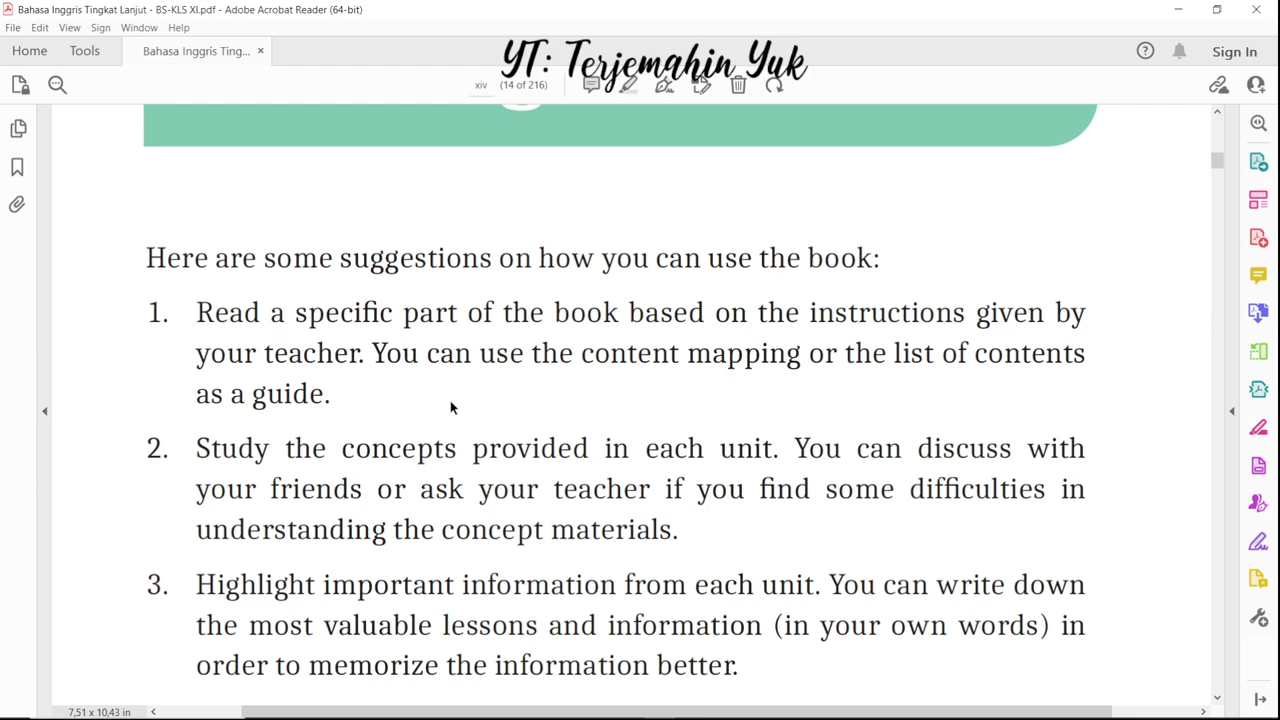 Bahasa Inggris Tingkat Lanjut - BS-KLS XI.pdf - Adobe Acrobat Reader (64-bit)
File Edit View Sign Window Help
Home Tools Bahasa Inggris Ting... × Sign In
YT: Terjemahin Yuk
xiv (14 of 216)
Here are some suggestions on how you can use the book:
1. Read a specific part of the book based on the instructions given by
your teacher. You can use the content mapping or the list of contents
as a guide.
2. Study the concepts provided in each unit. You can discuss with
your friends or ask your teacher if you find some difficulties in
understanding the concept materials.
3. Highlight important information from each unit. You can write down
the most valuable lessons and information (in your own words) in
order to memorize the information better.
7,51 x 10,43 in